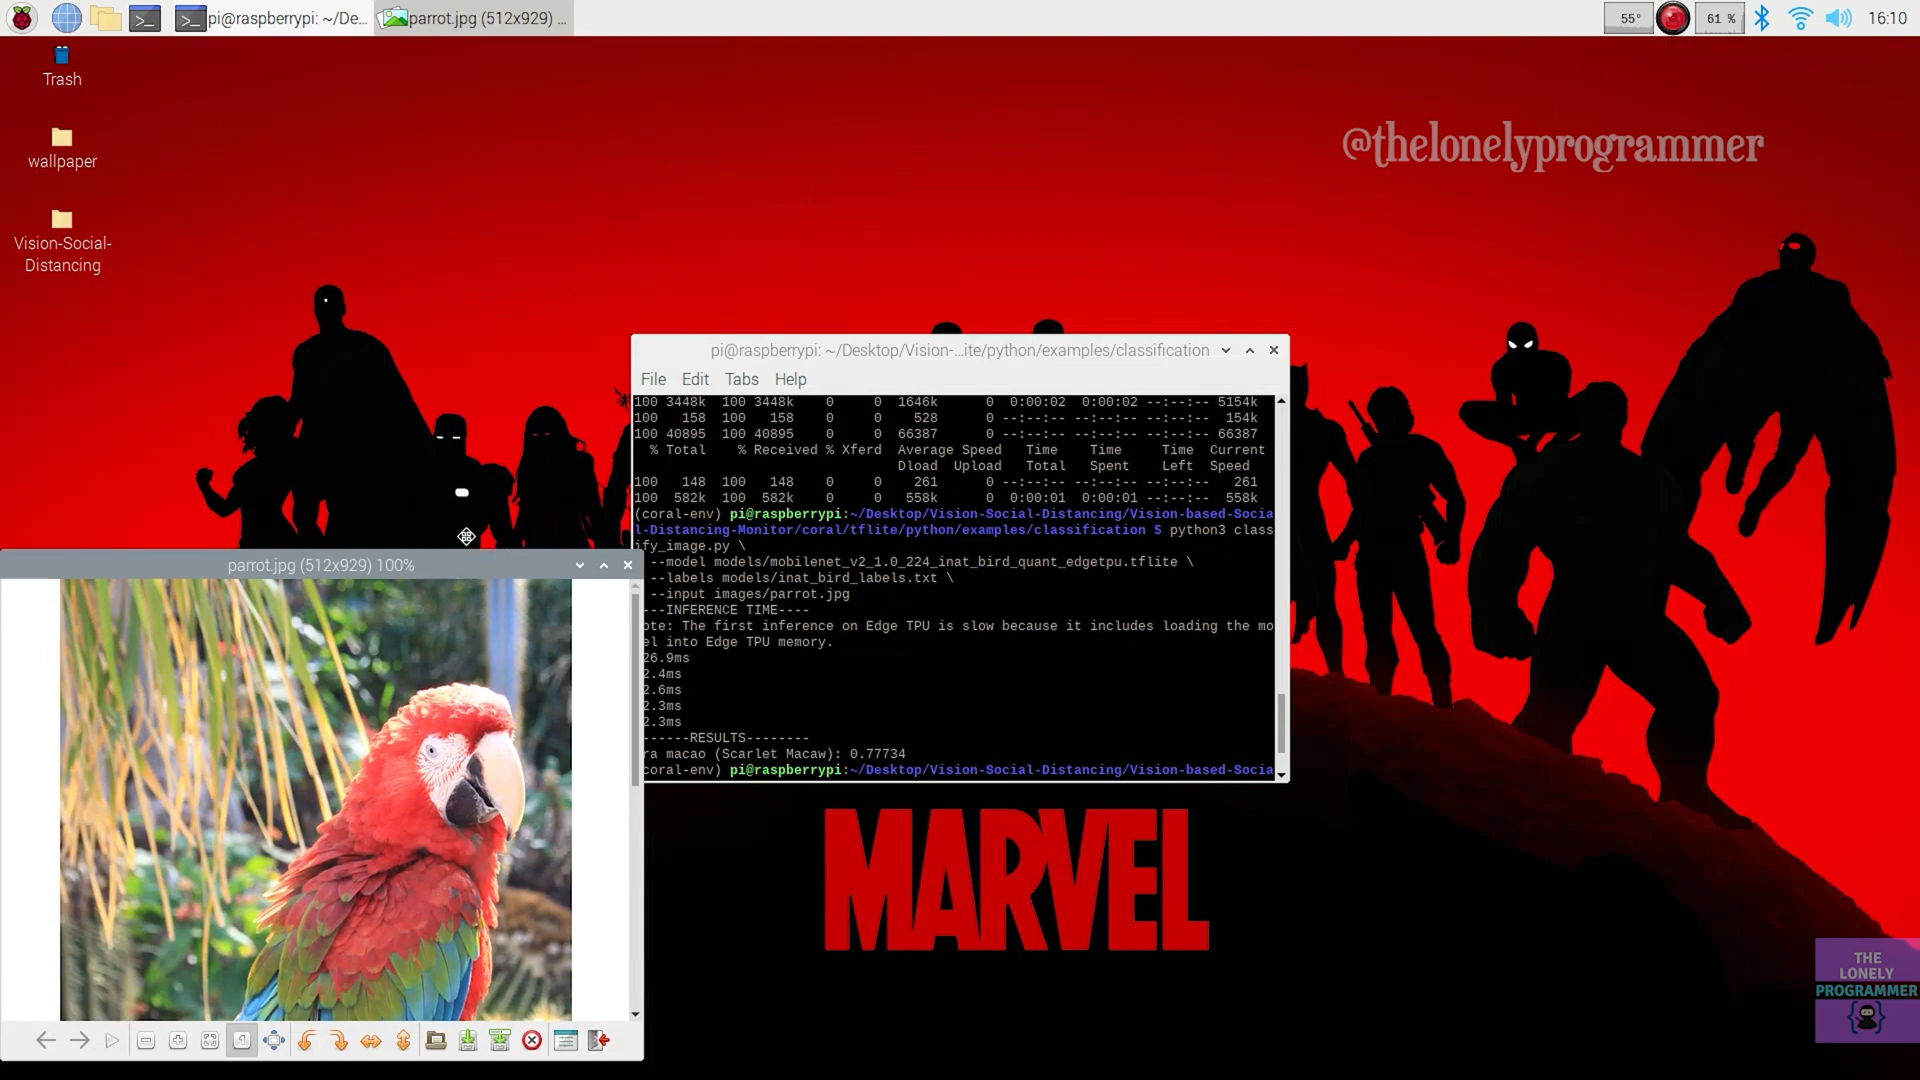 pi@raspberrypi: ~/De...
parrot.jpg (512x929) ...
55°
61 %
16:10
Trash
wallpaper
Vision-Social-
Distancing
@thelonelyprogrammer
pi@raspberrypi: ~/Desktop/Vision-...ite/python/examples/classification
File Edit Tabs Help
100 3448k 100 3448k 0 0 1646k 0 0:00:02 0:00:02 --:--:-- 5154k
100 158 100 158 0 0 528 0 --:--:-- --:--:-- --:--:-- 154k
100 40895 100 40895 0 0 66387 0 --:--:-- --:--:-- --:--:-- 66387
% Total % Received % Xferd Average Speed Time Time Time Current
Dload Upload Total Spent Left Speed
100 148 100 148 0 0 261 0 --:--:-- --:--:-- --:--:-- 261
100 582k 100 582k 0 0 558k 0 0:00:01 0:00:01 --:--:-- 558k
(coral-env) pi@raspberrypi:~/Desktop/Vision-Social-Distancing/Vision-based-Socia
l-Distancing-Monitor/coral/tflite/python/examples/classification $ python3 class
ify_image.py \
--model models/mobilenet_v2_1.0_224_inat_bird_quant_edgetpu.tflite \
--labels models/inat_bird_labels.txt \
--input images/parrot.jpg
---INFERENCE TIME----
ote: The first inference on Edge TPU is slow because it includes loading the mo
el into Edge TPU memory.
26.9ms
2.4ms
2.6ms
2.3ms
2.3ms
------RESULTS--------
ra macao (Scarlet Macaw): 0.77734
coral-env) pi@raspberrypi:~/Desktop/Vision-Social-Distancing/Vision-based-Socia
parrot.jpg (512x929) 100%
MARVEL
THE
LONELY
PROGRAMMER